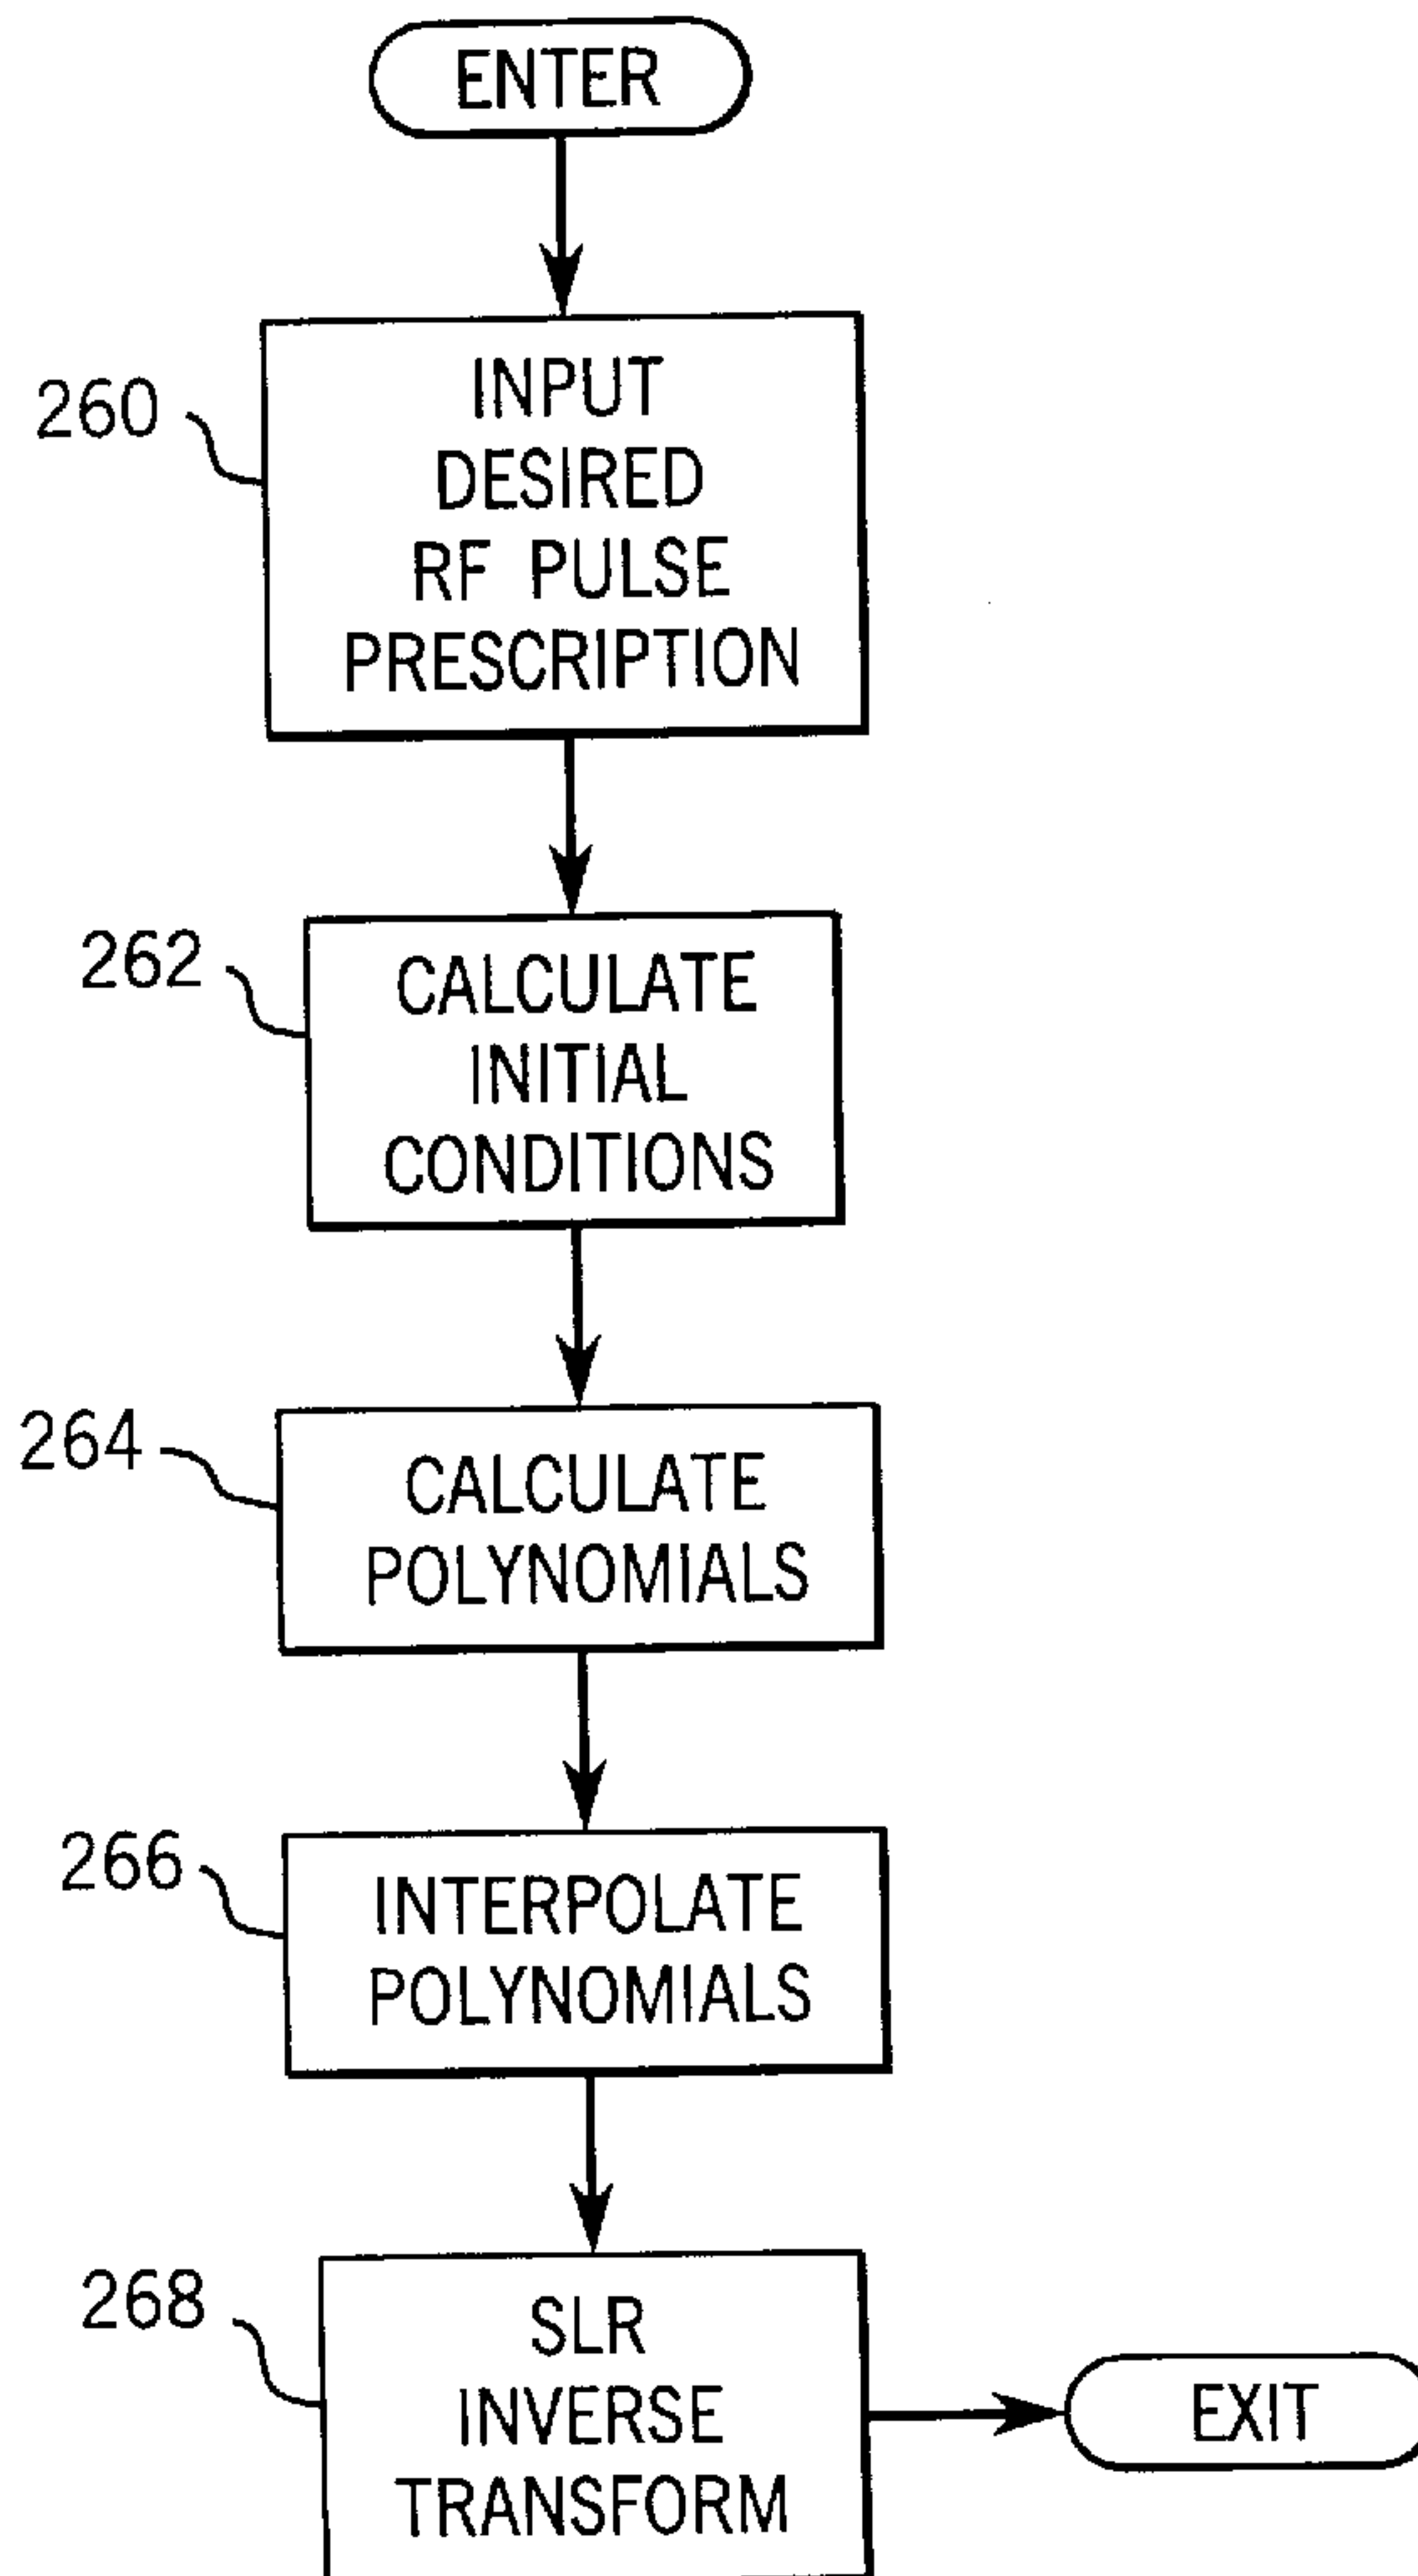 ENTER
260
INPUT
DESIRED
RF PULSE
PRESCRIPTION
262
CALCULATE
INITIAL
CONDITIONS
264
CALCULATE
POLYNOMIALS
266
INTERPOLATE
POLYNOMIALS
268
SLR
INVERSE
TRANSFORM
EXIT